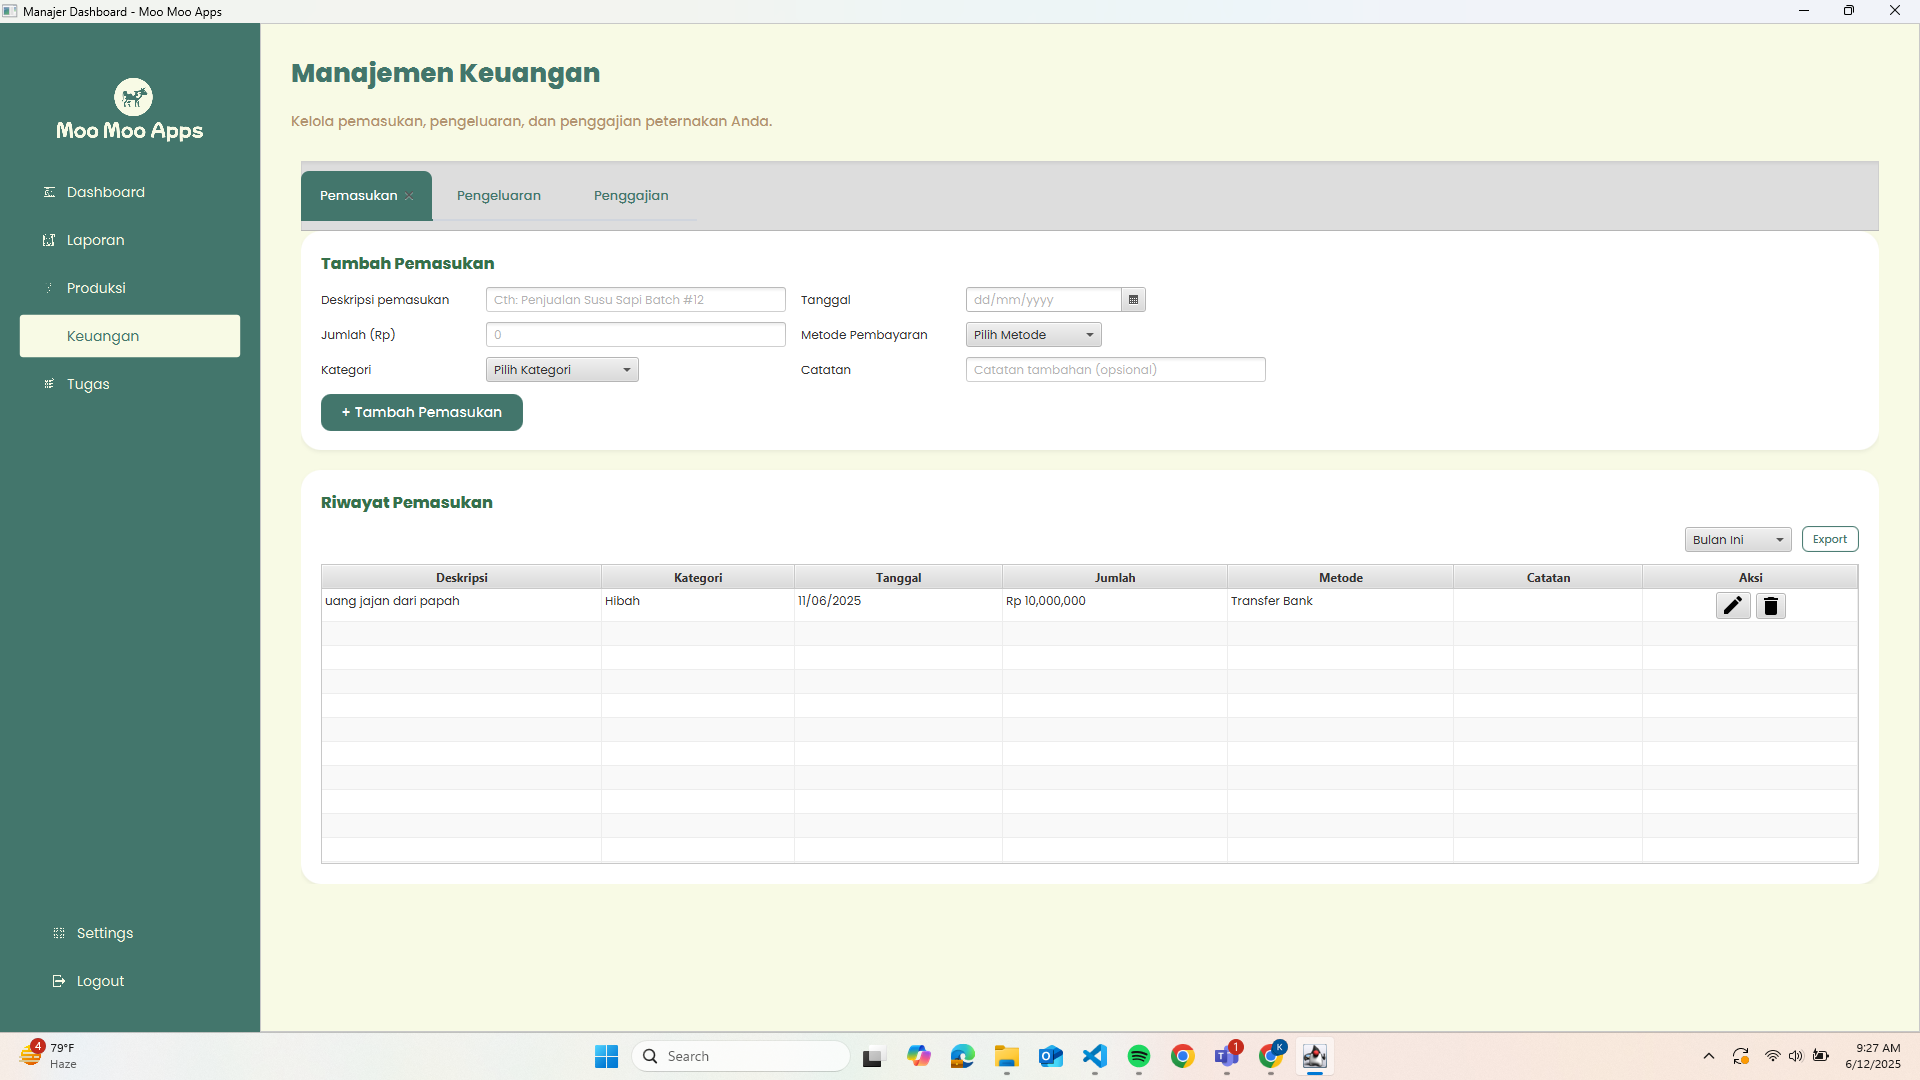 Manajer Dashboard - Moo Moo Apps
Moo Moo Apps
Dashboard
Laporan
Produksi
Keuangan
Tugas
Settings
Logout
Manajemen Keuangan
Kelola pemasukan, pengeluaran, dan penggajian peternakan Anda.
Pemasukan Pengeluaran Penggajian
Tambah Pemasukan
Deskripsi pemasukan Cth: Penjualan Susu Sapi Batch #12 Tanggal dd/mm/yyyy
Jumlah (Rp) 0 Metode Pembayaran Pilih Metode
Kategori Pilih Kategori Catatan Catatan tambahan (opsional)
+ Tambah Pemasukan
Riwayat Pemasukan
Bulan Ini Export
Deskripsi Kategori Tanggal Jumlah Metode Catatan Aksi
uang jajan dari papah Hibah 11/06/2025 Rp 10,000,000 Transfer Bank
4 79°F
Haze
Search
1
K
9:27 AM
6/12/2025